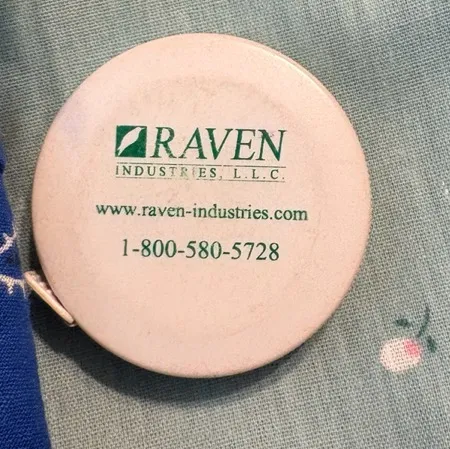 RAVEN
INDUSTRIES, L.L.C.
www.raven-industries.com
1-800-580-5728